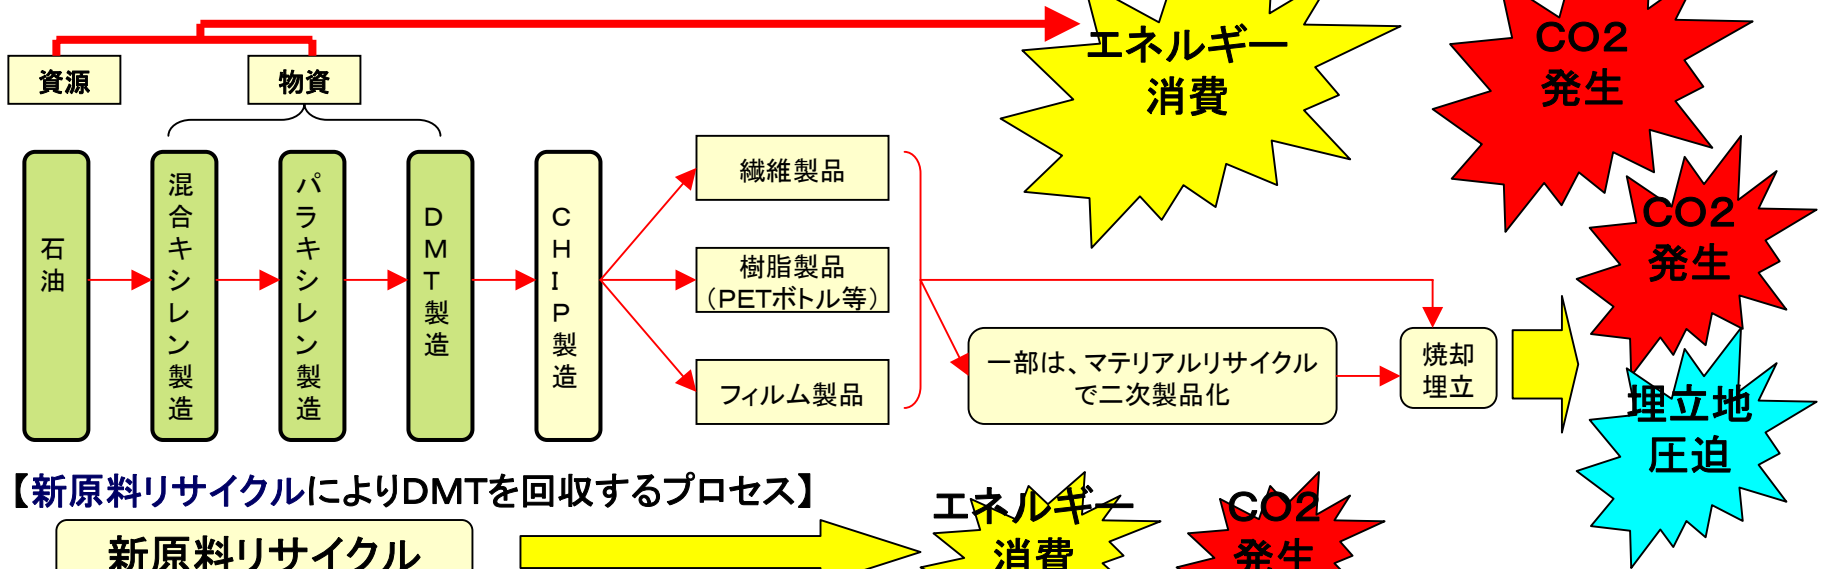 エネルギー
消費
CO2
発生
資源
物資
石油
混合キシレン製造
パラキシレン製造
DMT製造
CHIP製造
繊維製品
樹脂製品
（PETボトル等）
フィルム製品
一部は、マテリアルリサイクル
で二次製品化
焼却
埋立
CO2
発生
埋立地
圧迫
【新原料リサイクルによりDMTを回収するプロセス】
新原料リサイクル
エネルギー
消費
CO2
発生